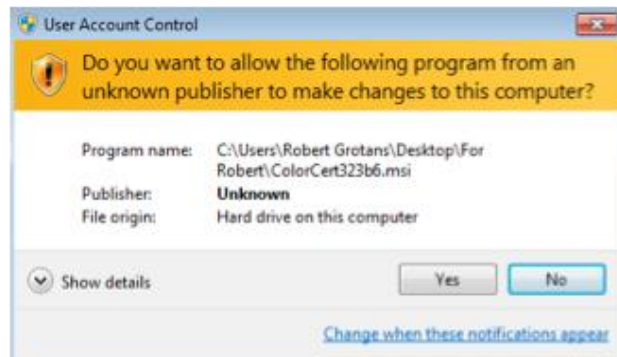 User Account Control
Do you want to allow the following program from an
unknown publisher to make changes to this computer?
Program name: C:\Users\Robert Grotans\Desktop\For
Robert\ColorCert323b6.msi
Publisher: Unknown
File origin: Hard drive on this computer
Show details Yes No
Change when these notifications appear